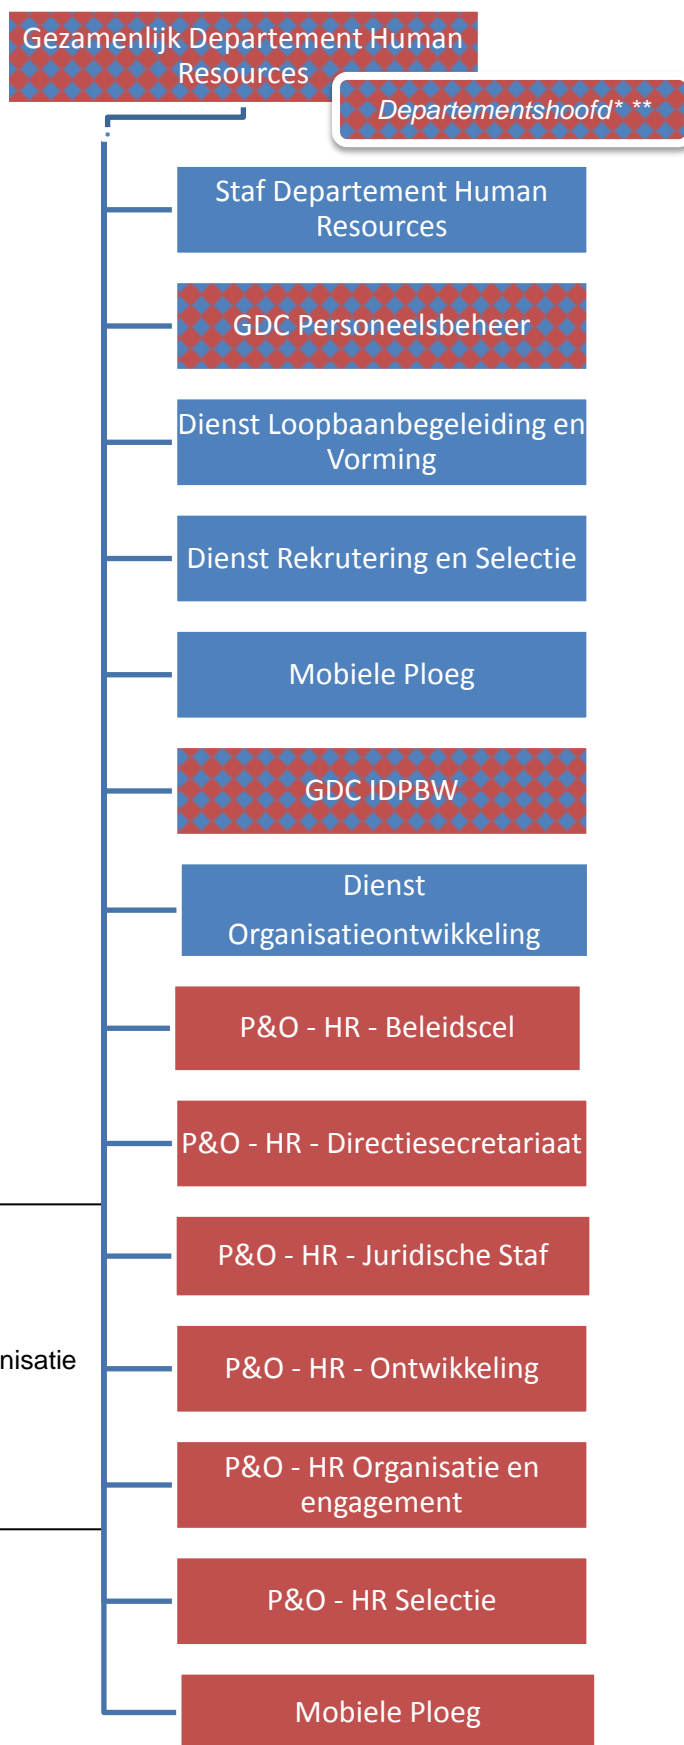 Gezamenlijk Departement Human
Resources
Departementshoofd* **
Staf Departement Human
Resources
GDC Personeelsbeheer
Dienst Loopbaanbegeleiding en
Vorming
Dienst Rekrutering en Selectie
Mobiele Ploeg
GDC IDPBW
Dienst
Organisatieontwikkeling
P&O - HR - Beleidscel
P&O - HR - Directiesecretariaat
P&O - HR - Juridische Staf
nisatie
P&O - HR - Ontwikkeling
P&O - HR Organisatie en
engagement
P&O - HR Selectie
Mobiele Ploeg